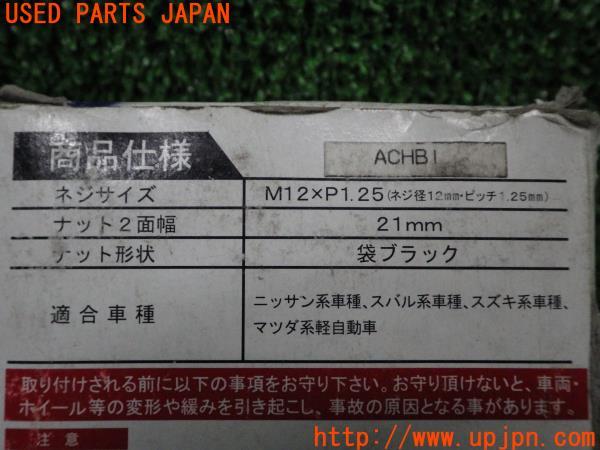 USED PARTS JAPAN
商品仕様
ACHB1
ネジサイズ
M12×P1.25(ネジ径12mm・ピッチ1.25mm)
ナット2面幅
21mm
ナット形状
袋ブラック
適合車種
ニッサン系車種、スバル系車種、スズキ系車種、
マツダ系軽自動車
取り付けされる前に以下の事項をお守り下さい。お守り頂けないと、車両・
ホイール等の変形や緩みを引き起こし、事故の原因となる事があります。
注意
http://www.upjpn.com